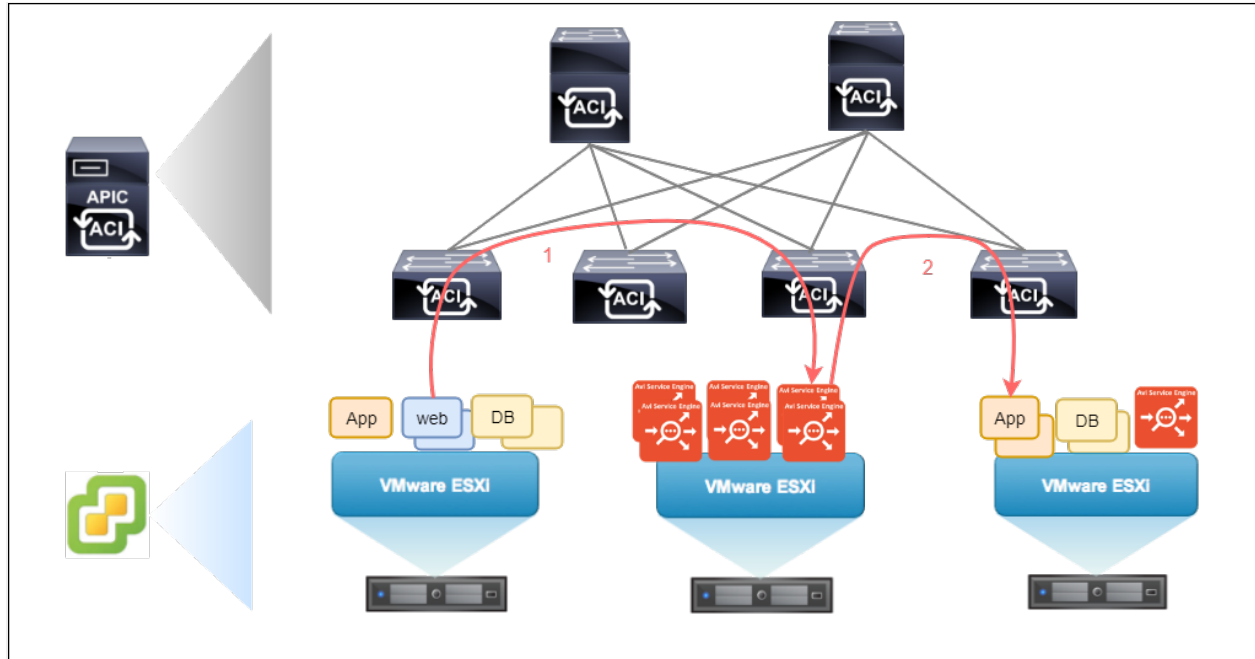 ACI
ACI
APIC
ACI
1
2
ACI
ACI
ACI
ACI
Avi Service Engine
Avi Service Engine
Avi Service Engine
Avi Service Engine
Avi Service Engine
Avi Service Engine
Avi Service Engine
App
web
DB
App
DB
VMware ESXi
VMware ESXi
VMware ESXi